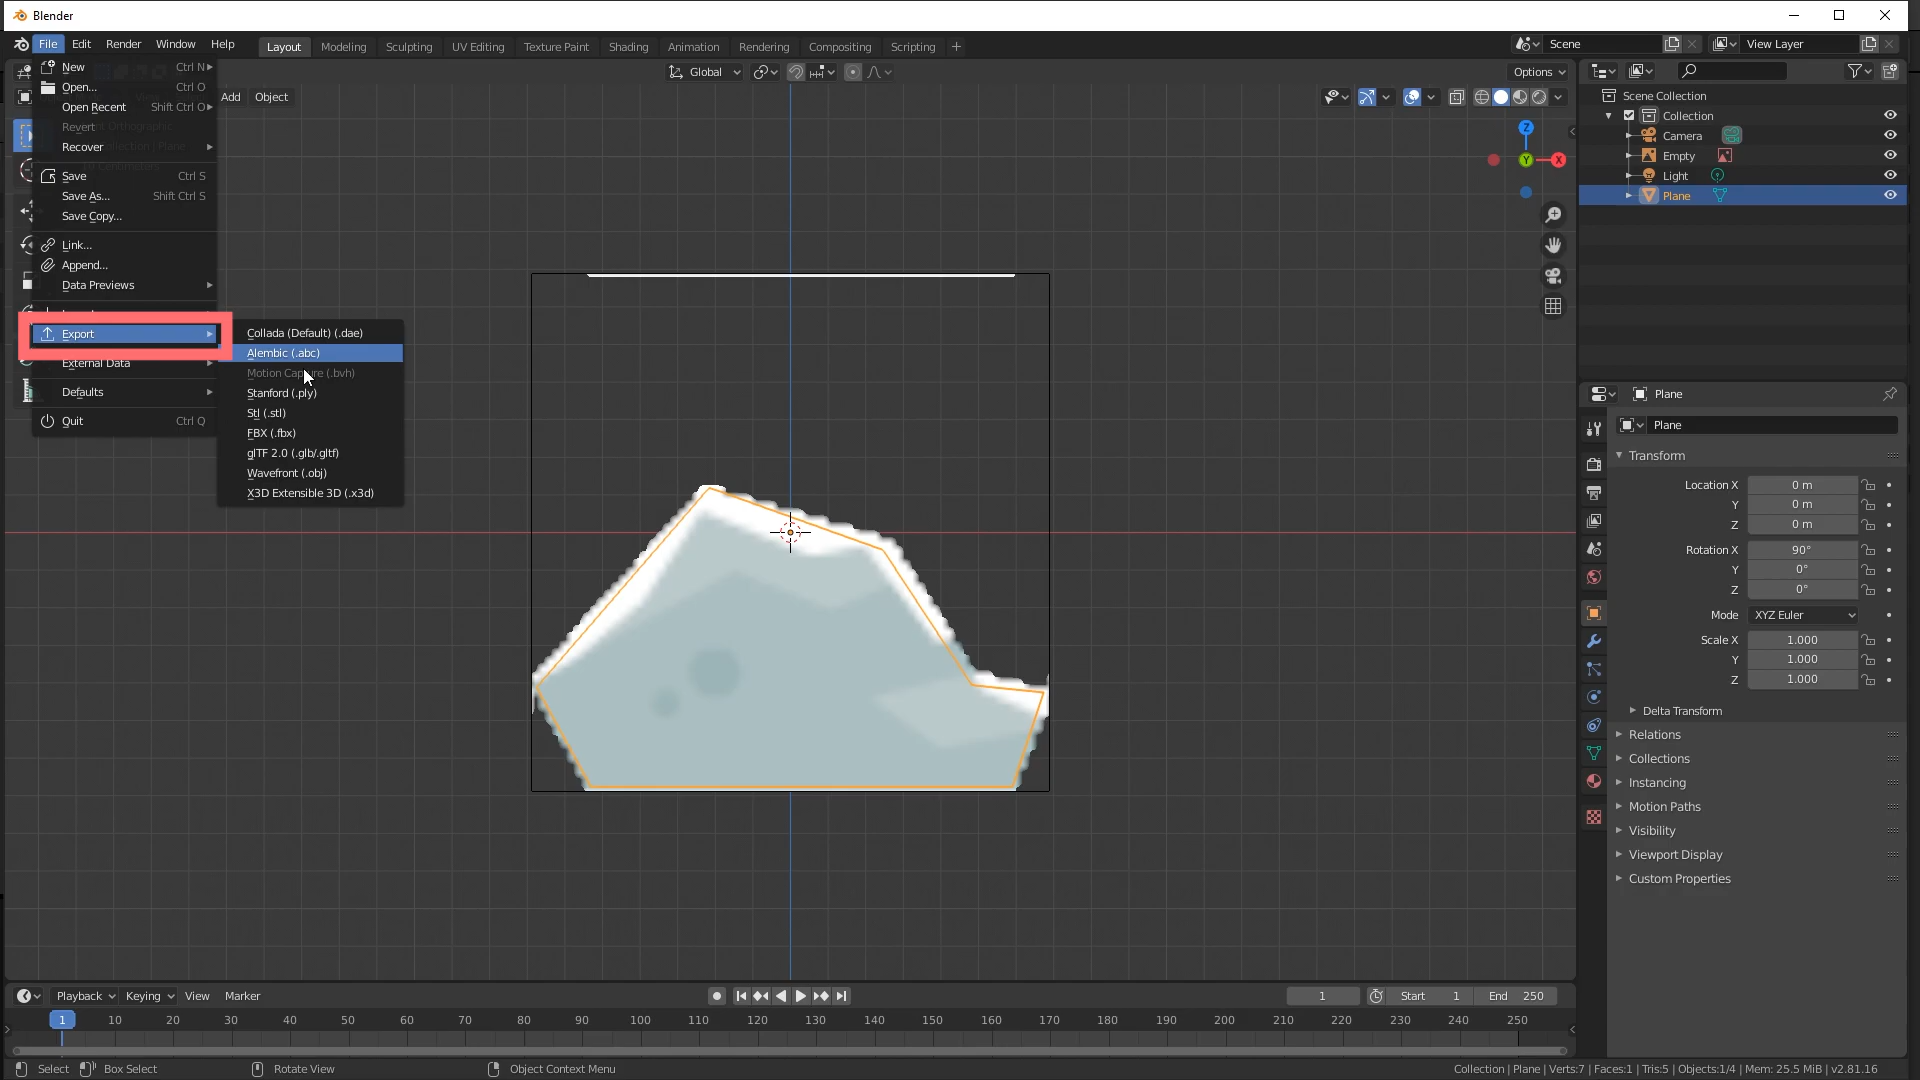 Blender
File Edit Render Window Help Layout Modeling Sculpting UV Editing Texture Paint Shading Animation Rendering Compositing Scripting + Scene View Layer
Global Options
Add Object
New Ctrl N
Open... Ctrl O
Open Recent Shift Ctrl O
Revert
Recover
Save Ctrl S
Save As... Shift Ctrl S
Save Copy...
Link...
Append...
Data Previews
Export
External Data
Defaults
Quit Ctrl Q
Collada (Default) (.dae)
Alembic (.abc)
Motion Capture (.bvh)
Stanford (.ply)
Stl (.stl)
FBX (.fbx)
glTF 2.0 (.glb/.gltf)
Wavefront (.obj)
X3D Extensible 3D (.x3d)
Z
Y
X
Scene Collection
Collection
Camera
Empty
Light
Plane
Plane
Plane
Transform
Location X 0 m
Y 0 m
Z 0 m
Rotation X 90°
Y 0°
Z 0°
Mode XYZ Euler
Scale X 1.000
Y 1.000
Z 1.000
Delta Transform
Relations
Collections
Instancing
Motion Paths
Visibility
Viewport Display
Custom Properties
Playback Keying View Marker 1 Start 1 End 250
1 10 20 30 40 50 60 70 80 90 100 110 120 130 140 150 160 170 180 190 200 210 220 230 240 250
Select Box Select Rotate View Object Context Menu Collection | Plane | Verts:7 | Faces:1 | Tris:5 | Objects:1/4 | Mem: 25.5 MiB | v2.81.16